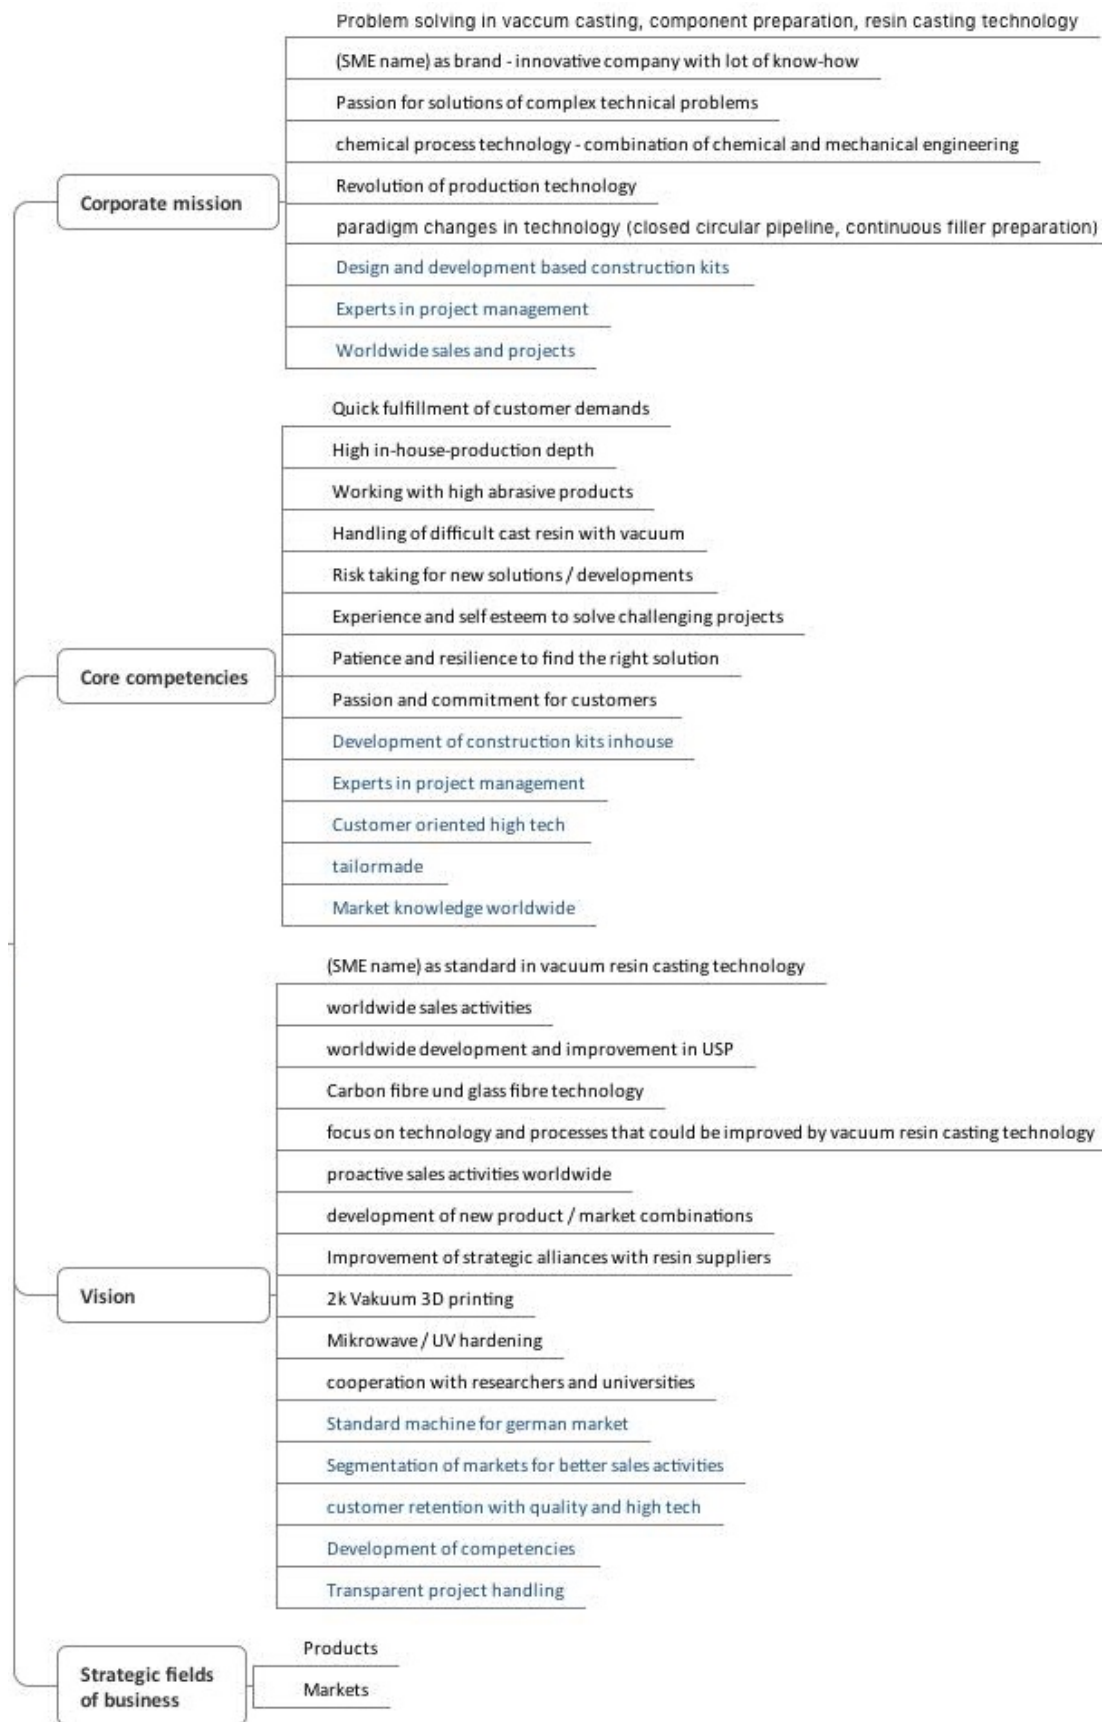 Problem solving in vaccum casting, component preparation, resin casting technology
(SME name) as brand - innovative company with lot of know-how
Passion for solutions of complex technical problems
chemical process technology - combination of chemical and mechanical engineering
Revolution of production technology
Corporate mission
paradigm changes in technology (closed circular pipeline, continuous filler preparation)
Design and development based construction kits
Experts in project management
Worldwide sales and projects
Quick fulfillment of customer demands
High in-house-production depth
Working with high abrasive products
Handling of difficult cast resin with vacuum
Risk taking for new solutions / developments
Experience and self esteem to solve challenging projects
Patience and resilience to find the right solution
Core competencies
Passion and commitment for customers
Development of construction kits inhouse
Experts in project management
Customer oriented high tech
tailormade
Market knowledge worldwide
(SME name) as standard in vacuum resin casting technology
worldwide sales activities
worldwide development and improvement in USP
Carbon fibre und glass fibre technology
focus on technology and processes that could be improved by vacuum resin casting technology
proactive sales activities worldwide
development of new product / market combinations
Improvement of strategic alliances with resin suppliers
Vision
2k Vakuum 3D printing
Mikrowave / UV hardening
cooperation with researchers and universities
Standard machine for german market
Segmentation of markets for better sales activities
customer retention with quality and high tech
Development of competencies
Transparent project handling
Strategic fields
of business
Products
Markets